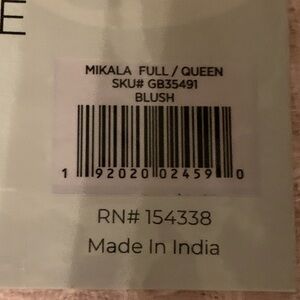 E
MIKALA FULL / QUEEN
SKU# GB35491
BLUSH
1 92020 02459 0
RN# 154338
Made In India